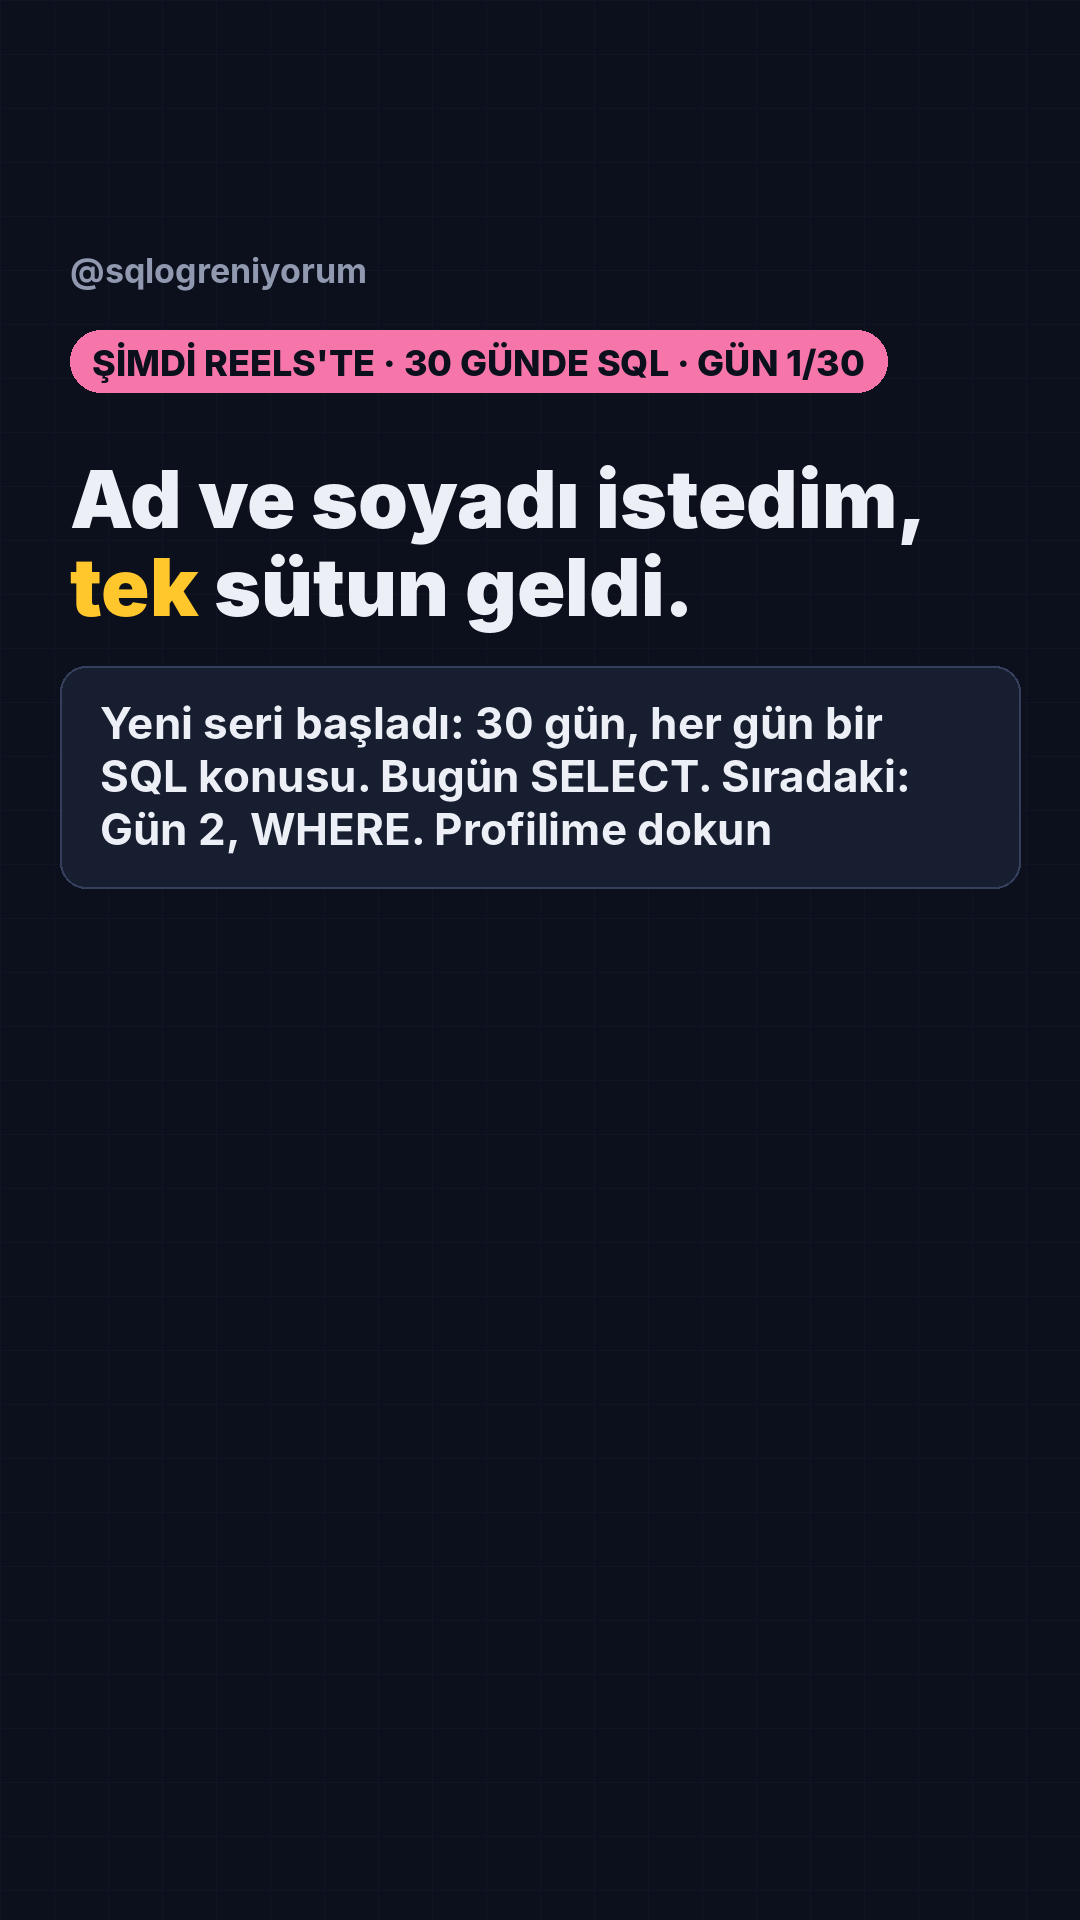 @sqlogreniyorum
ŞİMDİ REELS'TE · 30 GÜNDE SQL · GÜN 1/30
Ad ve soyadı istedim,
tek sütun geldi.
Yeni seri başladı: 30 gün, her gün bir
SQL konusu. Bugün SELECT. Sıradaki:
Gün 2, WHERE. Profilime dokun